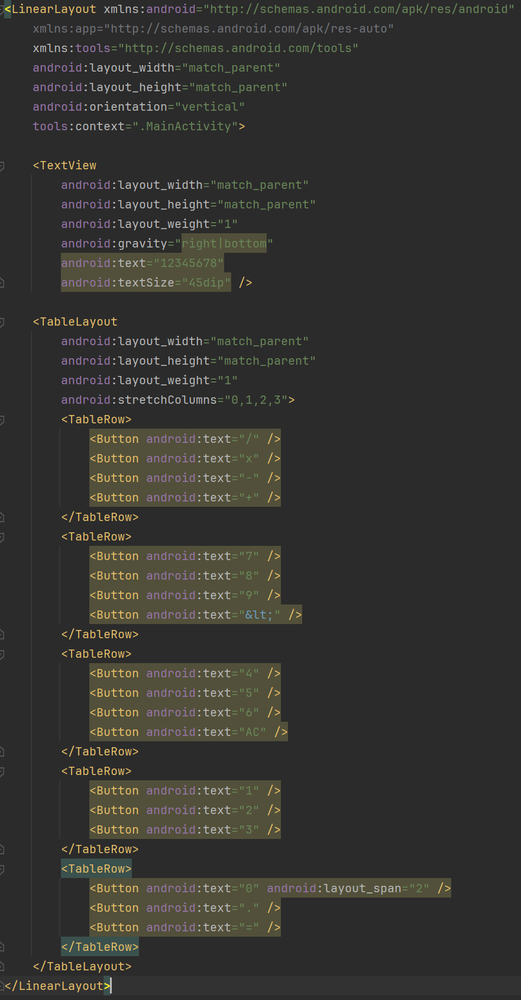 <LinearLayout xmlns:android="http://schemas.android.com/apk/res/android"
    xmlns:app="http://schemas.android.com/apk/res-auto"
    xmlns:tools="http://schemas.android.com/tools"
    android:layout_width="match_parent"
    android:layout_height="match_parent"
    android:orientation="vertical"
    tools:context=".MainActivity">

    <TextView
        android:layout_width="match_parent"
        android:layout_height="match_parent"
        android:layout_weight="1"
        android:gravity="right|bottom"
        android:text="12345678"
        android:textSize="45dip" />

    <TableLayout
        android:layout_width="match_parent"
        android:layout_height="match_parent"
        android:layout_weight="1"
        android:stretchColumns="0,1,2,3">
        <TableRow>
            <Button android:text="/" />
            <Button android:text="x" />
            <Button android:text="-" />
            <Button android:text="+" />
        </TableRow>
        <TableRow>
            <Button android:text="7" />
            <Button android:text="8" />
            <Button android:text="9" />
            <Button android:text="&lt;" />
        </TableRow>
        <TableRow>
            <Button android:text="4" />
            <Button android:text="5" />
            <Button android:text="6" />
            <Button android:text="AC" />
        </TableRow>
        <TableRow>
            <Button android:text="1" />
            <Button android:text="2" />
            <Button android:text="3" />
        </TableRow>
        <TableRow>
            <Button android:text="0" android:layout_span="2" />
            <Button android:text="." />
            <Button android:text="=" />
        </TableRow>
    </TableLayout>
</LinearLayout>